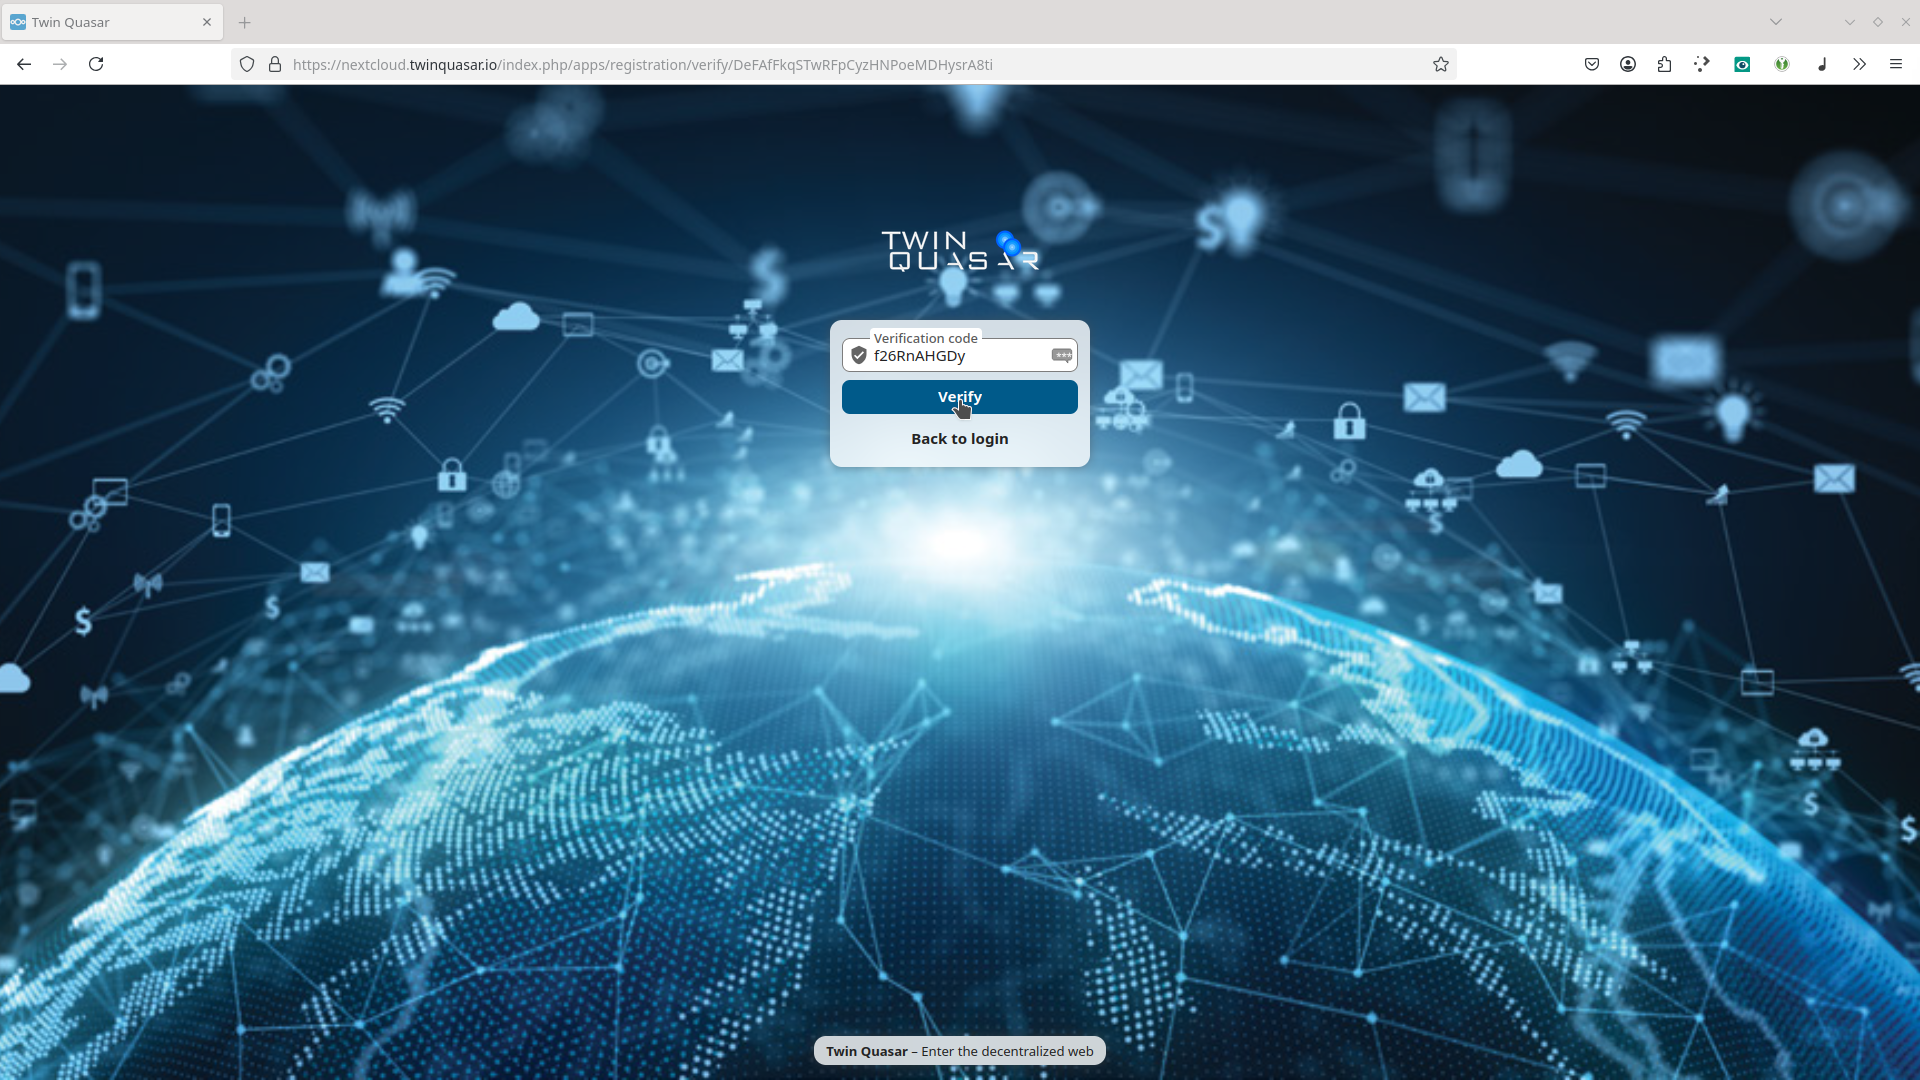 Twin Quasar
https://nextcloud.twinquasar.io/index.php/apps/registration/verify/DeFAfFkqSTwRFpCyzHNPoeMDHysrA8ti
TWIN
QUASAR
Verification code
f26RnAHGDy
Verify
Back to login
Twin Quasar – Enter the decentralized web